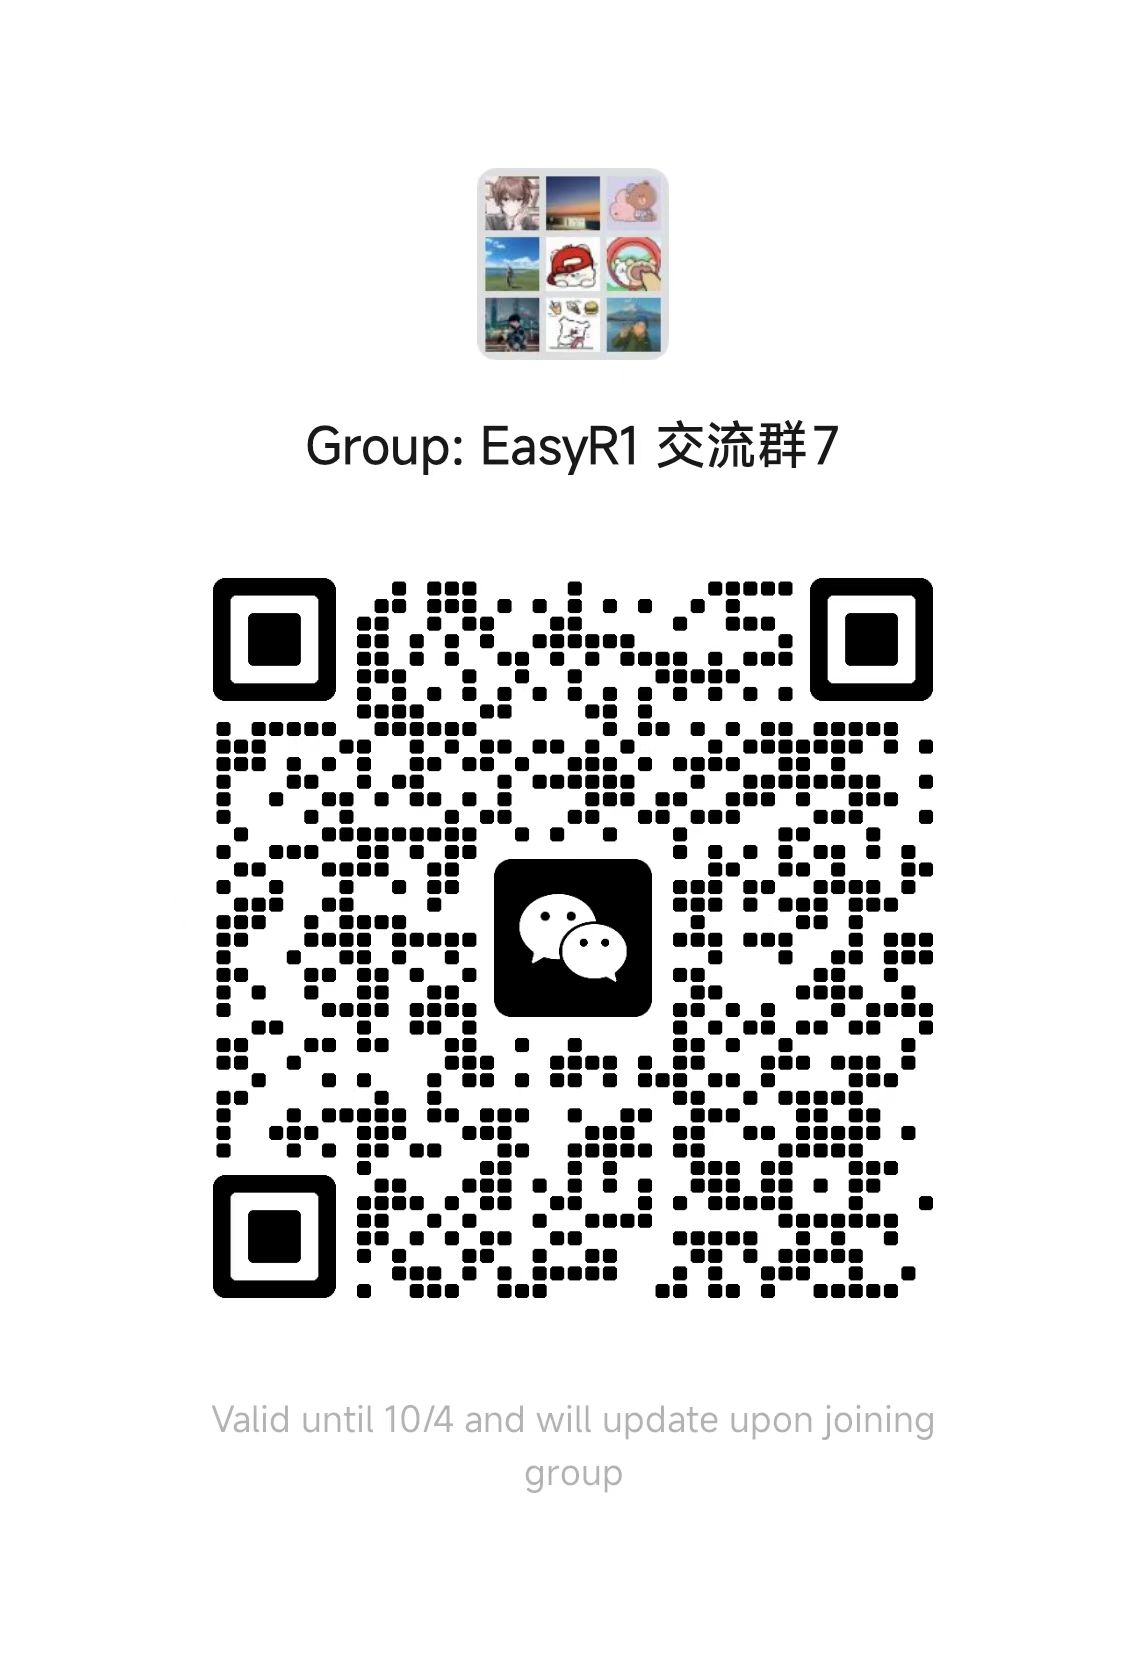 Group: EasyR1 交流群7
Valid until 10/4 and will update upon joining
group